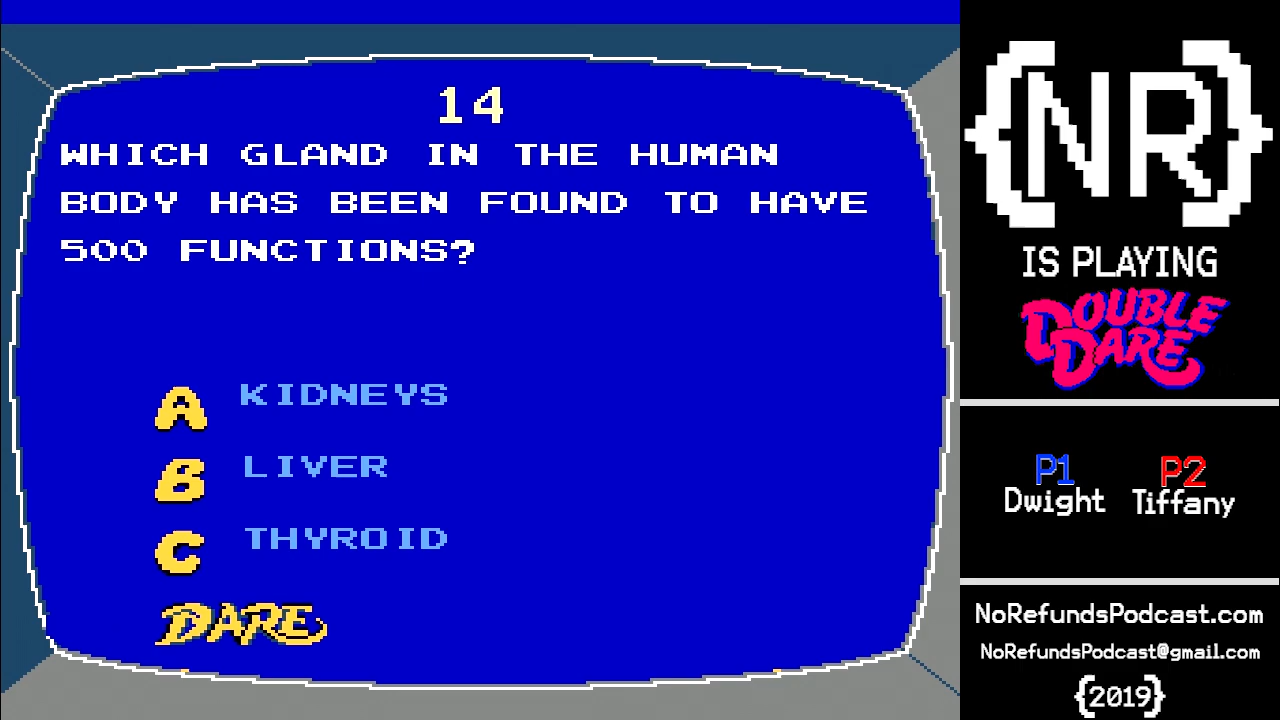 14
WHICH GLAND IN THE HUMAN
BODY HAS BEEN FOUND TO HAVE
500 FUNCTIONS?
A KIDNEYS
B LIVER
C THYROID
DARE
{NR}
IS PLAYING
DOUBLE
DARE
P1 P2
Dwight Tiffany
NoRefundsPodcast.com
NoRefundsPodcast@gmail.com
{2019}